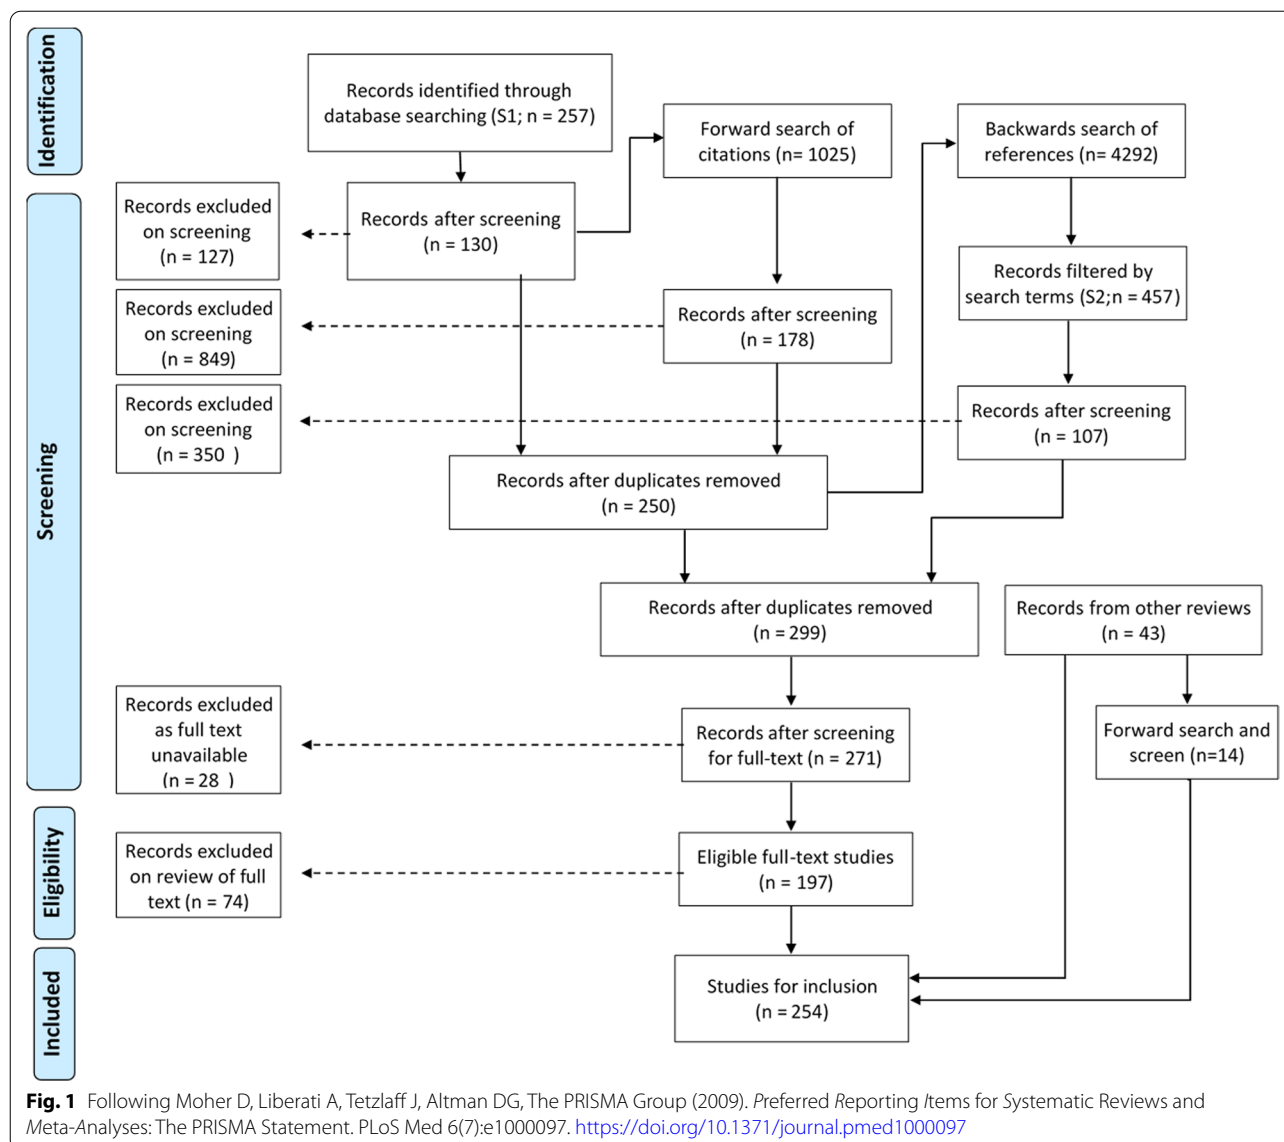 Identification
Records identified through
database searching (S1; n = 257)
Forward search of
citations (n= 1025)
Backwards search of
references (n= 4292)
Screening
Records excluded
on screening
(n = 127)
Records after screening
(n = 130)
Records filtered by
search terms (S2;n = 457)
Records excluded
on screening
(n = 849)
Records after screening
(n = 178)
Records excluded
on screening
(n = 350 )
Records after screening
(n = 107)
Records after duplicates removed
(n = 250)
Records after duplicates removed
(n = 299)
Records from other reviews
(n = 43)
Records excluded
as full text
unavailable
(n = 28 )
Records after screening
for full-text (n = 271)
Forward search and
screen (n=14)
Eligibility
Records excluded
on review of full
text (n = 74)
Eligible full-text studies
(n = 197)
Included
Studies for inclusion
(n = 254)
Fig. 1 Following Moher D, Liberati A, Tetzlaff J, Altman DG, The PRISMA Group (2009). Preferred Reporting Items for Systematic Reviews and
Meta-Analyses: The PRISMA Statement. PLoS Med 6(7):e1000097. https://doi.org/10.1371/journal.pmed1000097